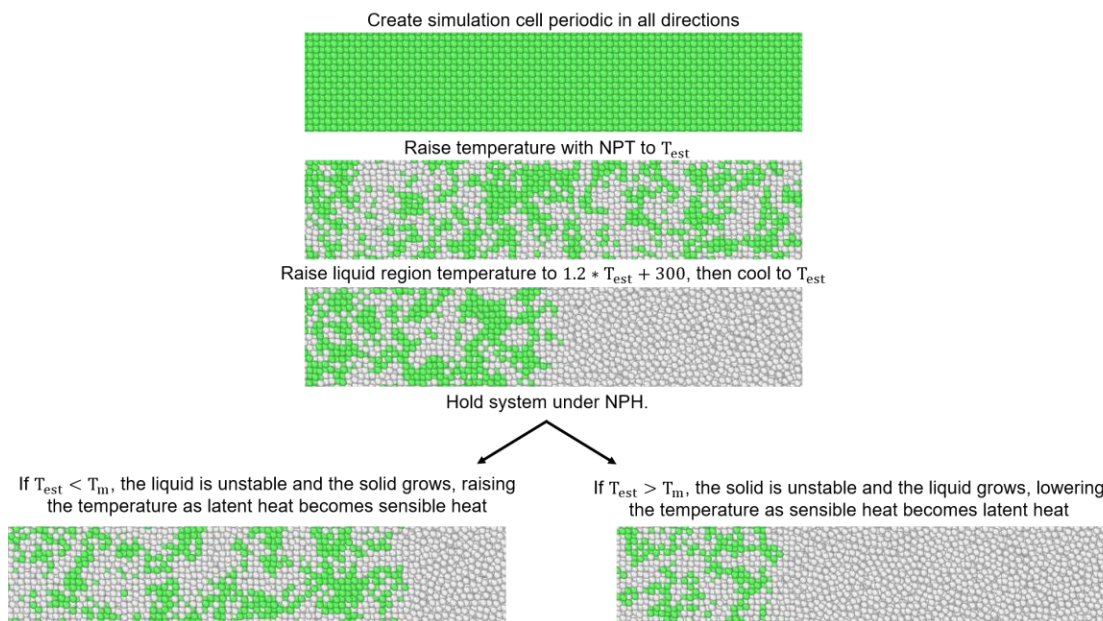 Create simulation cell periodic in all directions
Raise temperature with NPT to T_est
Raise liquid region temperature to 1.2 * T_est + 300, then cool to T_est
Hold system under NPH.
If T_est < T_m, the liquid is unstable and the solid grows, raising
the temperature as latent heat becomes sensible heat
If T_est > T_m, the solid is unstable and the liquid grows, lowering
the temperature as sensible heat becomes latent heat